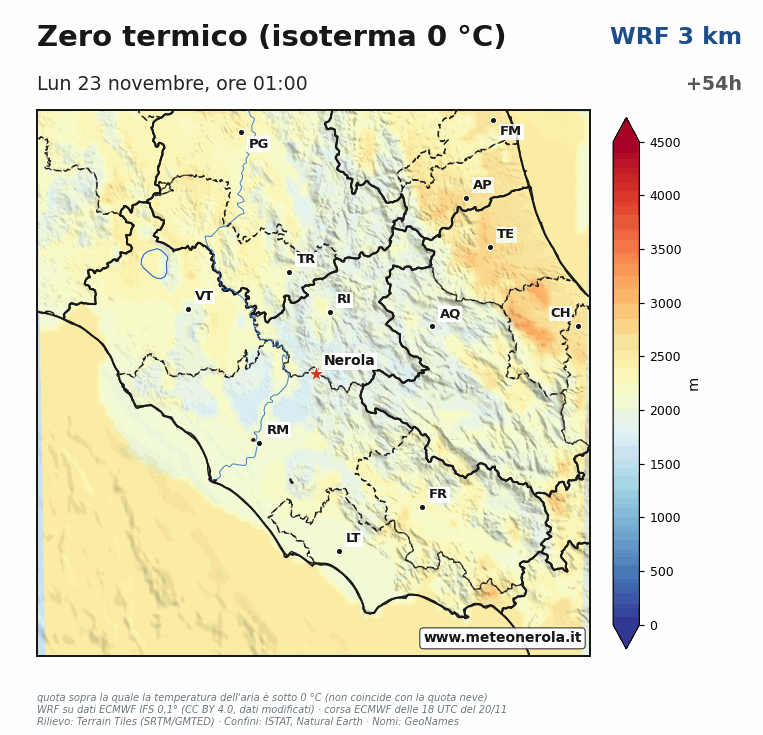 Zero termico (isoterma 0 °C)
WRF 3 km
Lun 23 novembre, ore 01:00
+54h
FM
PG
AP
TE
TR
VT
RI
AQ
CH
Nerola
RM
FR
LT
www.meteonerola.it
4500
4000
3500
3000
2500
2000
1500
1000
500
0
m
quota sopra la quale la temperatura dell'aria è sotto 0 °C (non coincide con la quota neve)
WRF su dati ECMWF IFS 0,1° (CC BY 4.0, dati modificati) · corsa ECMWF delle 18 UTC del 20/11
Rilievo: Terrain Tiles (SRTM/GMTED) · Confini: ISTAT, Natural Earth · Nomi: GeoNames